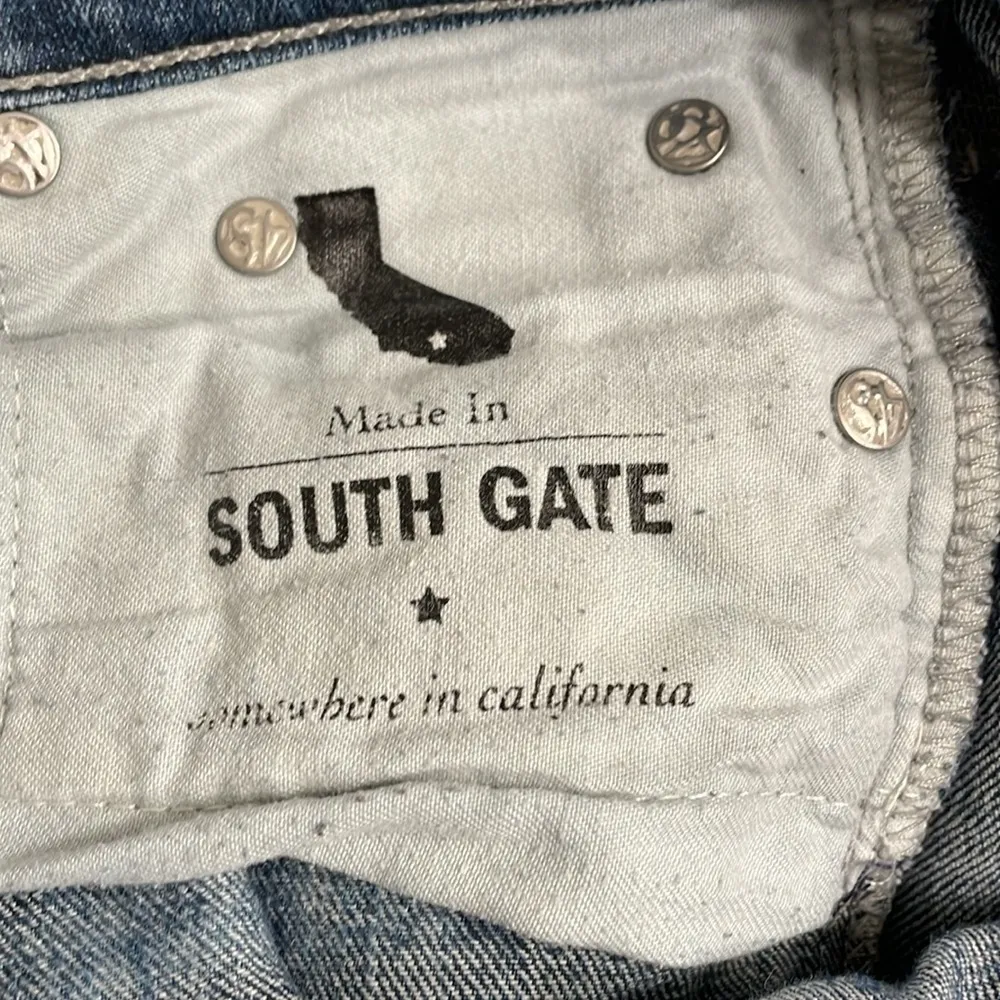 Made In
SOUTH GATE
somewhere in california